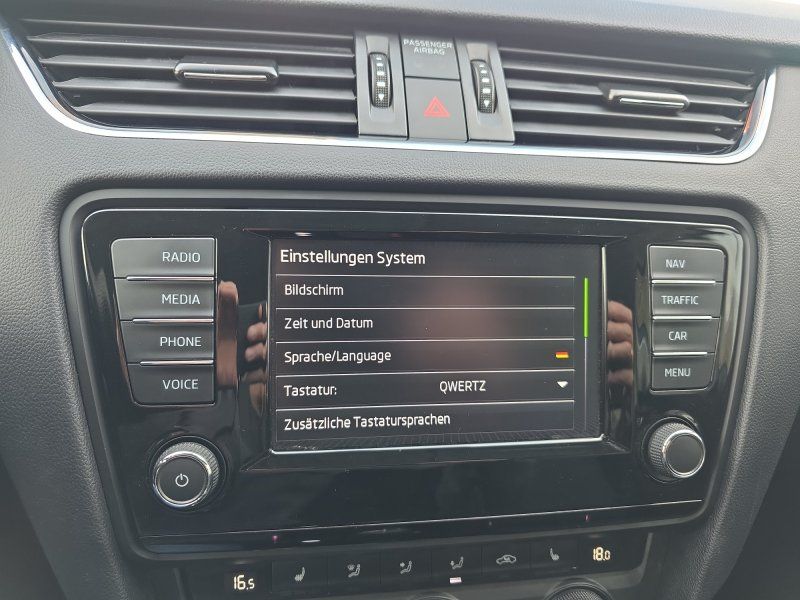 PASSENGER
AIRBAG
RADIO
MEDIA
PHONE
VOICE
Einstellungen System
Bildschirm
Zeit und Datum
Sprache/Language
Tastatur: QWERTZ
Zusätzliche Tastatursprachen
NAV
TRAFFIC
CAR
MENU
16.5
18.0